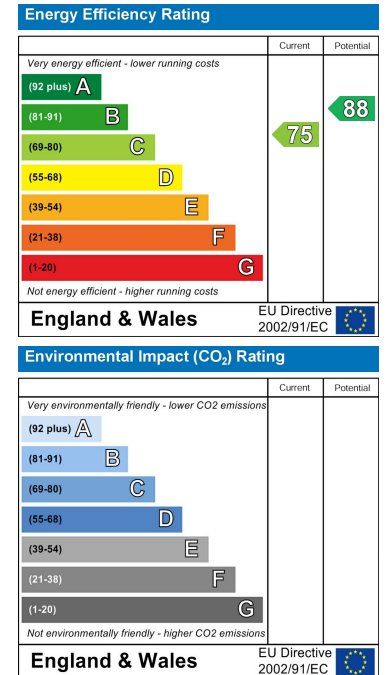 Energy Efficiency Rating
Current Potential
Very energy efficient - lower running costs
(92 plus) A
(81-91) B
(69-80) C
(55-68) D
(39-54) E
(21-38) F
(1-20) G
75
88
Not energy efficient - higher running costs
England & Wales
EU Directive
2002/91/EC
Environmental Impact (CO₂) Rating
Current Potential
Very environmentally friendly - lower CO2 emissions
(92 plus) A
(81-91) B
(69-80) C
(55-68) D
(39-54) E
(21-38) F
(1-20) G
Not environmentally friendly - higher CO2 emissions
England & Wales
EU Directive
2002/91/EC